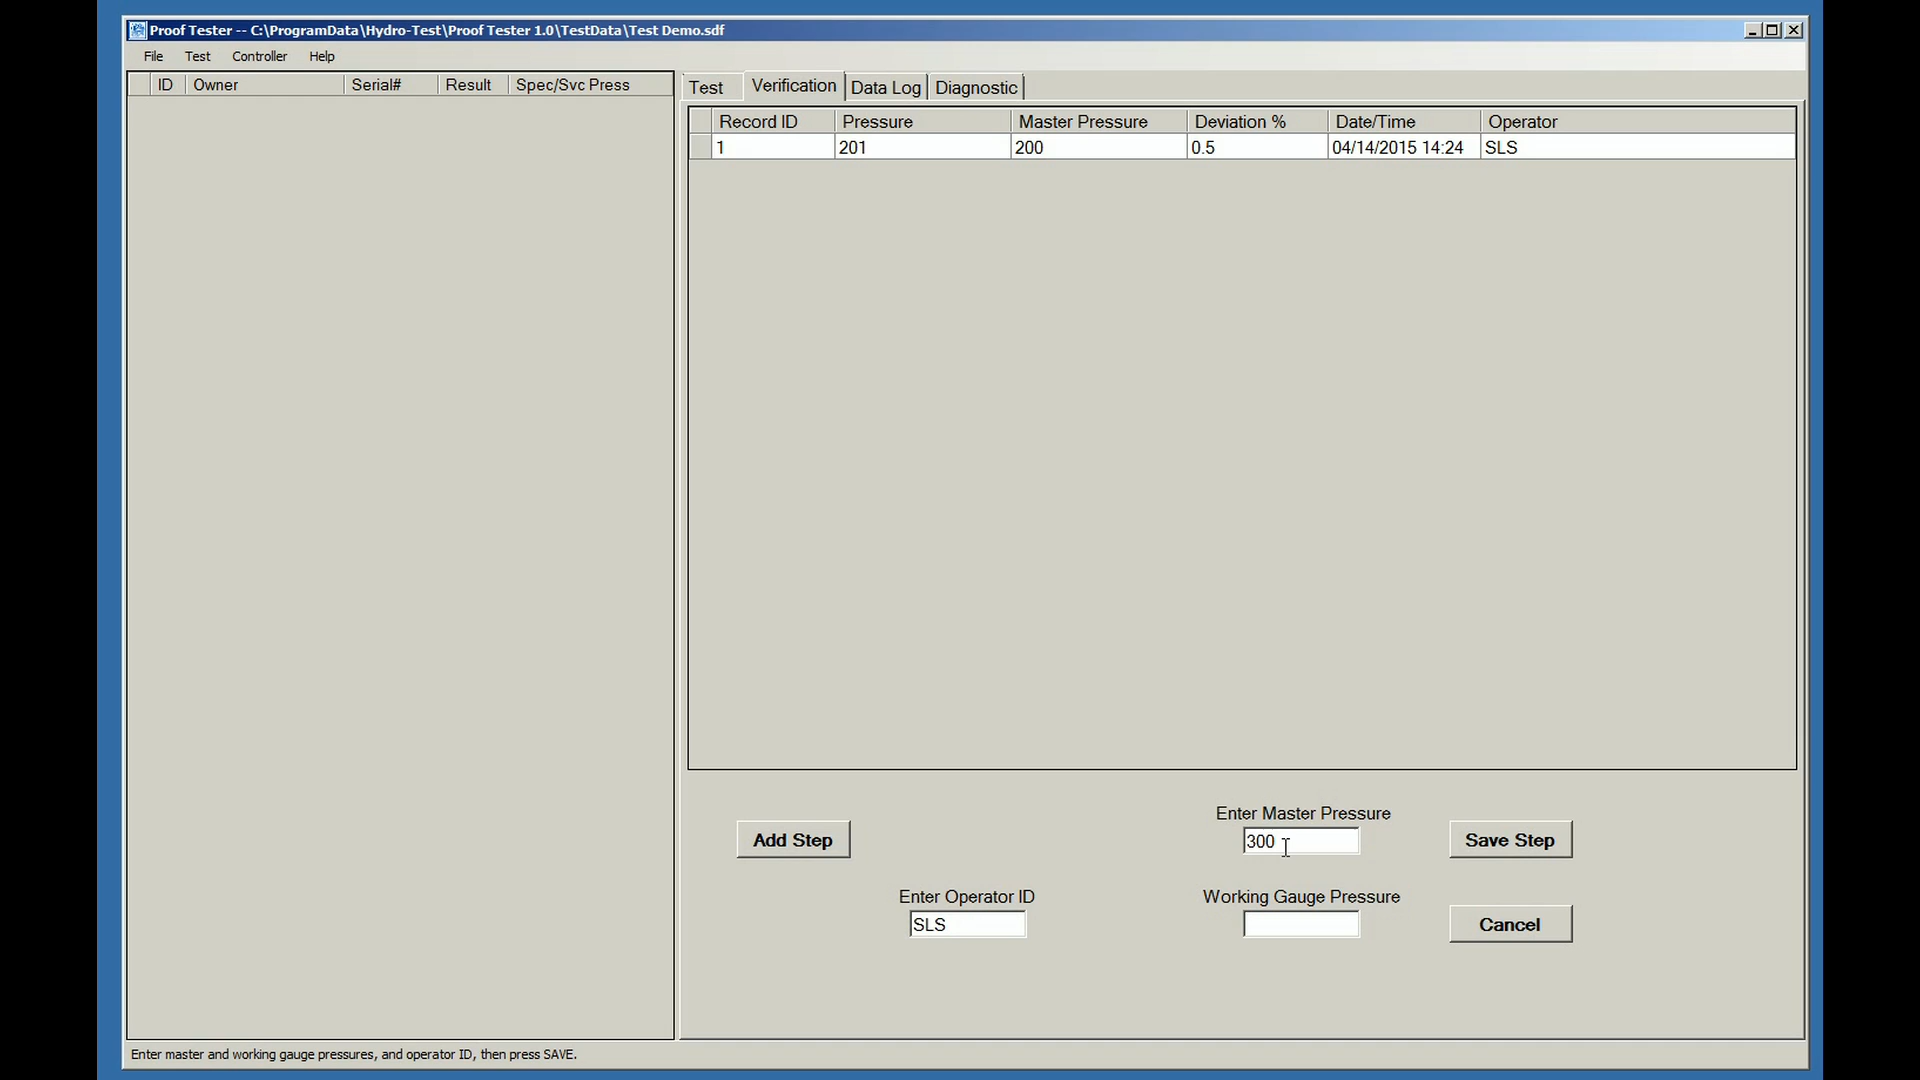 Proof Tester -- C:\ProgramData\Hydro-Test\Proof Tester 1.0\TestData\Test Demo.sdf
File Test Controller Help
ID Owner Serial# Result Spec/Svc Press
Test Verification Data Log Diagnostic
Record ID Pressure Master Pressure Deviation % Date/Time Operator
1 201 200 0.5 04/14/2015 14:24 SLS
Enter Master Pressure
Add Step 300 Save Step
Enter Operator ID Working Gauge Pressure
SLS Cancel
Enter master and working gauge pressures, and operator ID, then press SAVE.